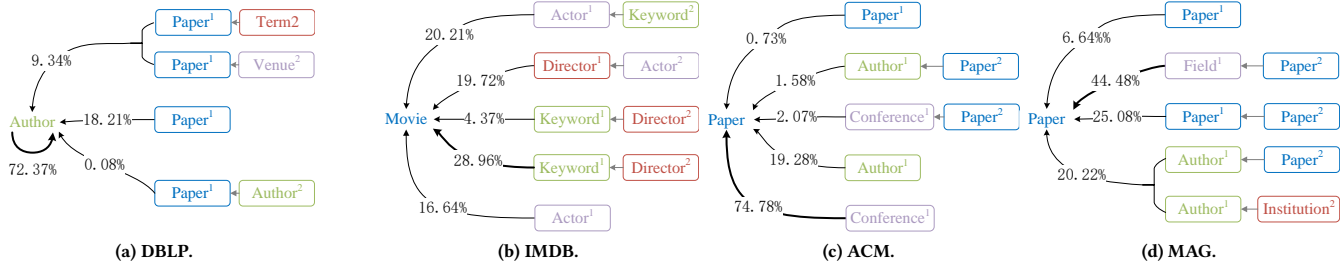 Paper¹ Term2
9.34%
Paper¹ Venue²
Author 18.21% Paper¹
72.37% 0.08%
Paper¹ Author²
(a) DBLP.
Actor¹ Keyword²
20.21%
Director¹ Actor²
19.72%
Movie 4.37% Keyword¹ Director²
28.96% Keyword¹ Director²
16.64% Actor¹
(b) IMDB.
Paper¹
0.73%
1.58% Author¹ Paper²
Paper 2.07% Conference¹ Paper²
19.28% Author¹
74.78% Conference¹
(c) ACM.
Paper¹
6.64%%
44.48% Field¹ Paper²
Paper 25.08% Paper¹ Paper²
20.22% Author¹ Paper²
Author¹ Institution²
(d) MAG.